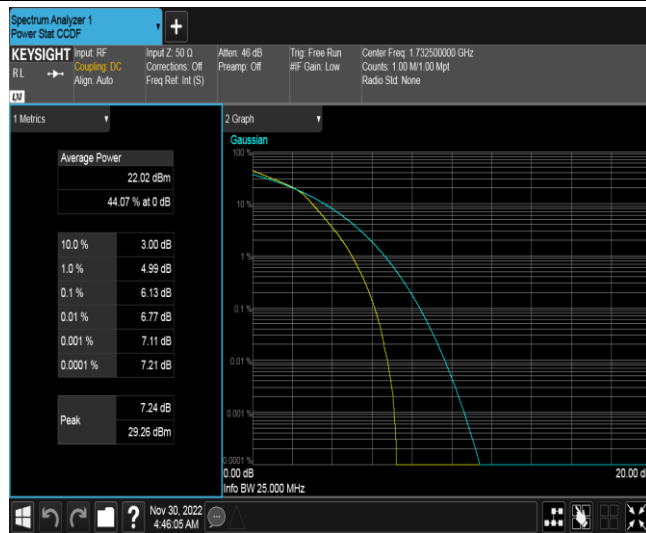 Spectrum Analyzer 1
Power Stat CCDF
+
KEYSIGHT
RL
LXI
Input: RF
Coupling: DC
Align: Auto
Input Z: 50 Ω
Corrections: Off
Freq Ref: Int (S)
Atten: 46 dB
Preamp: Off
Trig: Free Run
#IF Gain: Low
Center Freq: 1.732500000 GHz
Counts: 1.00 M/1.00 Mpt
Radio Std: None
1 Metrics
Average Power
22.02 dBm
44.07 % at 0 dB
10.0 % 3.00 dB
1.0 % 4.99 dB
0.1 % 6.13 dB
0.01 % 6.77 dB
0.001 % 7.11 dB
0.0001 % 7.21 dB
Peak
7.24 dB
29.26 dBm
2 Graph
Gaussian
100 %
10 %
1 %
0.1 %
0.01 %
0.001 %
0.0001 %
0.00 dB
20.00 d
Info BW 25.000 MHz
?
Nov 30, 2022
4:46:05 AM